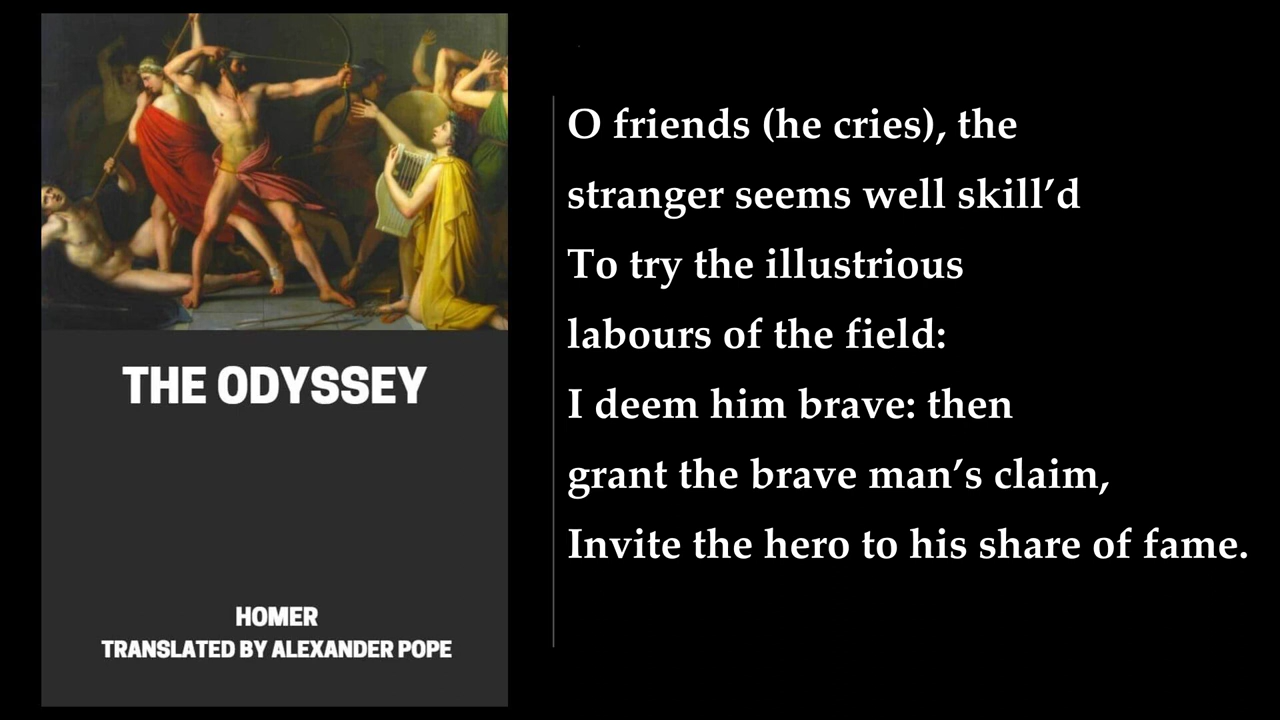 THE ODYSSEY
HOMER
TRANSLATED BY ALEXANDER POPE
O friends (he cries), the
stranger seems well skill’d
To try the illustrious
labours of the field:
I deem him brave: then
grant the brave man’s claim,
Invite the hero to his share of fame.